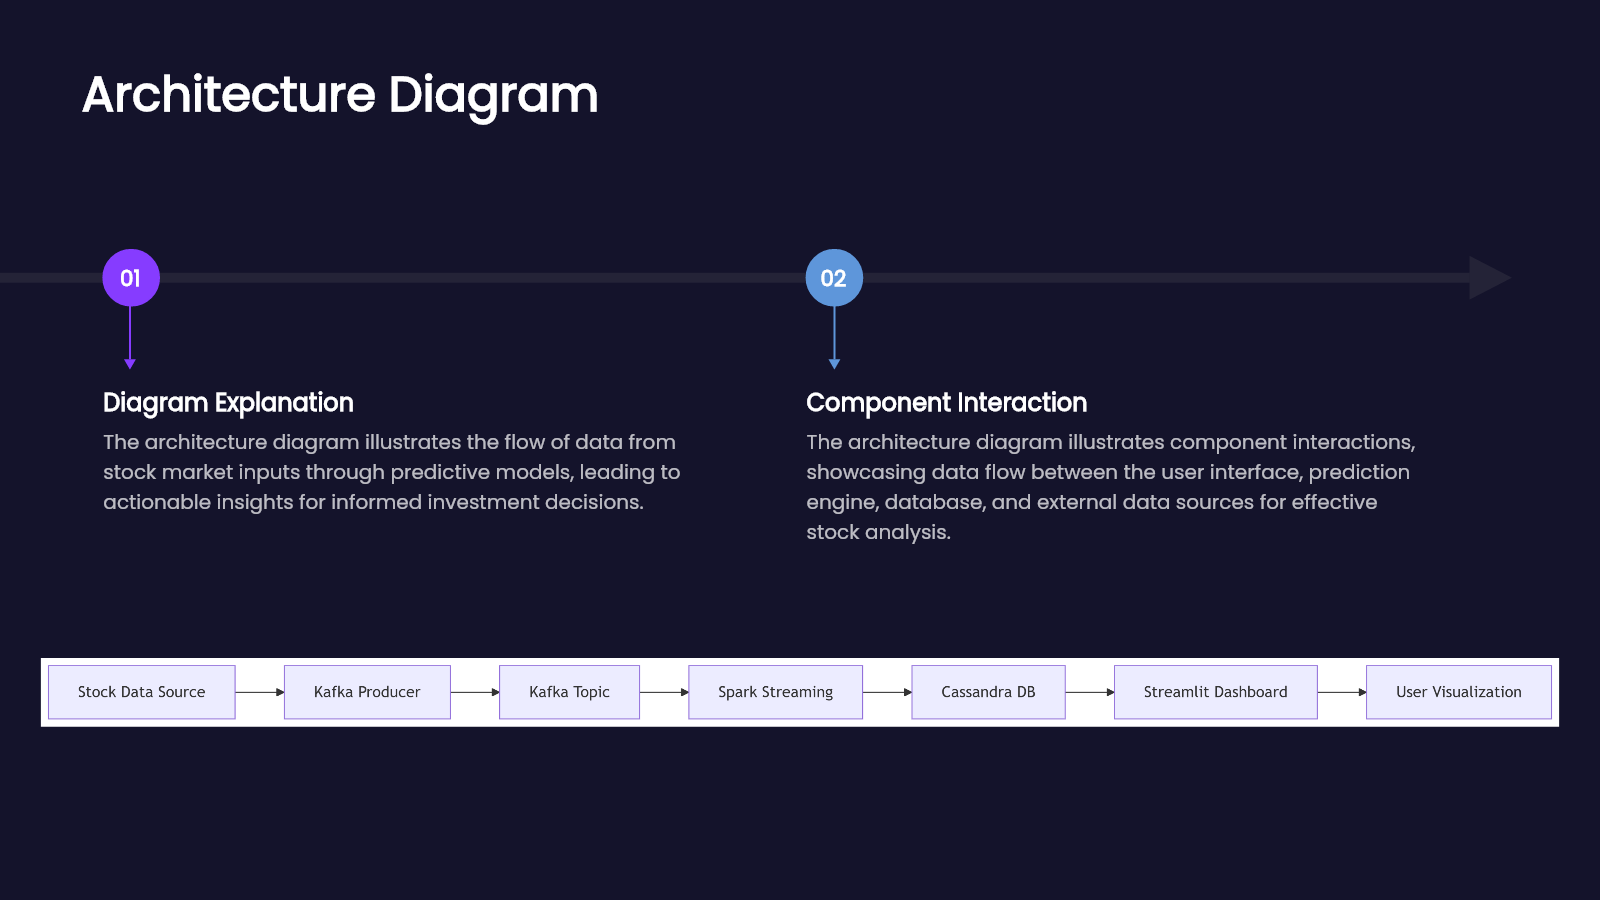 Architecture Diagram
01
02
Diagram Explanation
The architecture diagram illustrates the flow of data from
stock market inputs through predictive models, leading to
actionable insights for informed investment decisions.
Component Interaction
The architecture diagram illustrates component interactions,
showcasing data flow between the user interface, prediction
engine, database, and external data sources for effective
stock analysis.
Stock Data Source
Kafka Producer
Kafka Topic
Spark Streaming
Cassandra DB
Streamlit Dashboard
User Visualization